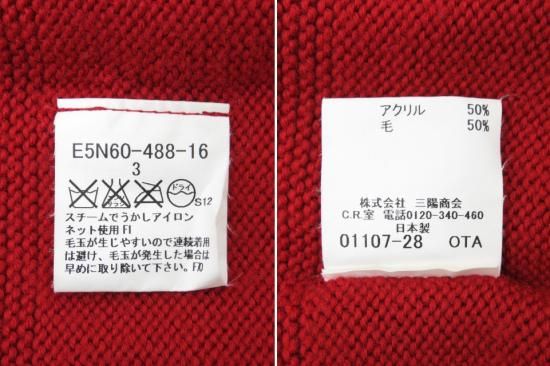 E5N60-488-16
3
ドライ
S12
スチームでうかしアイロン
ネット使用 FI
毛玉が生じやすいので連続着用
は避け、毛玉が発生した場合は
早めに取り除いて下さい。F70
アクリル 50%
毛 50%
株式会社 三陽商会
C.R.室 電話0120-340-460
日本製
01107-28 OTA